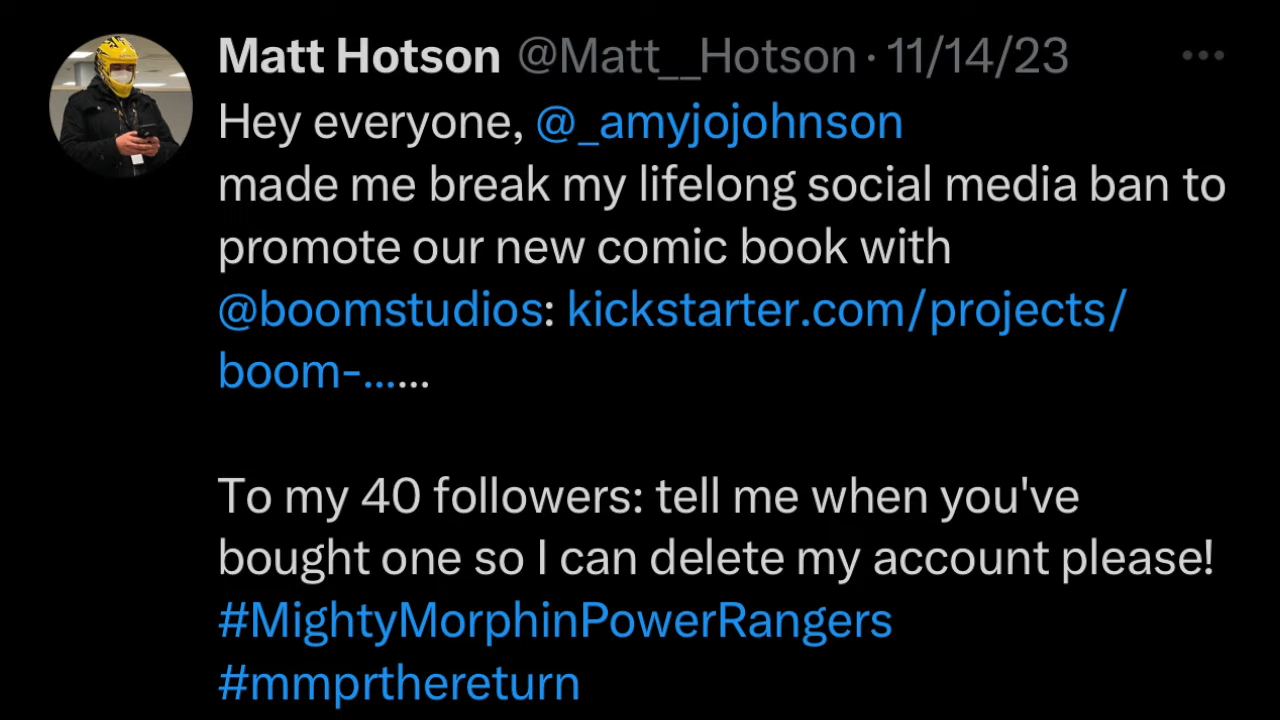 Matt Hotson @Matt__Hotson · 11/14/23
Hey everyone, @_amyjojohnson
made me break my lifelong social media ban to
promote our new comic book with
@boomstudios: kickstarter.com/projects/
boom-......
To my 40 followers: tell me when you've
bought one so I can delete my account please!
#MightyMorphinPowerRangers
#mmprthereturn